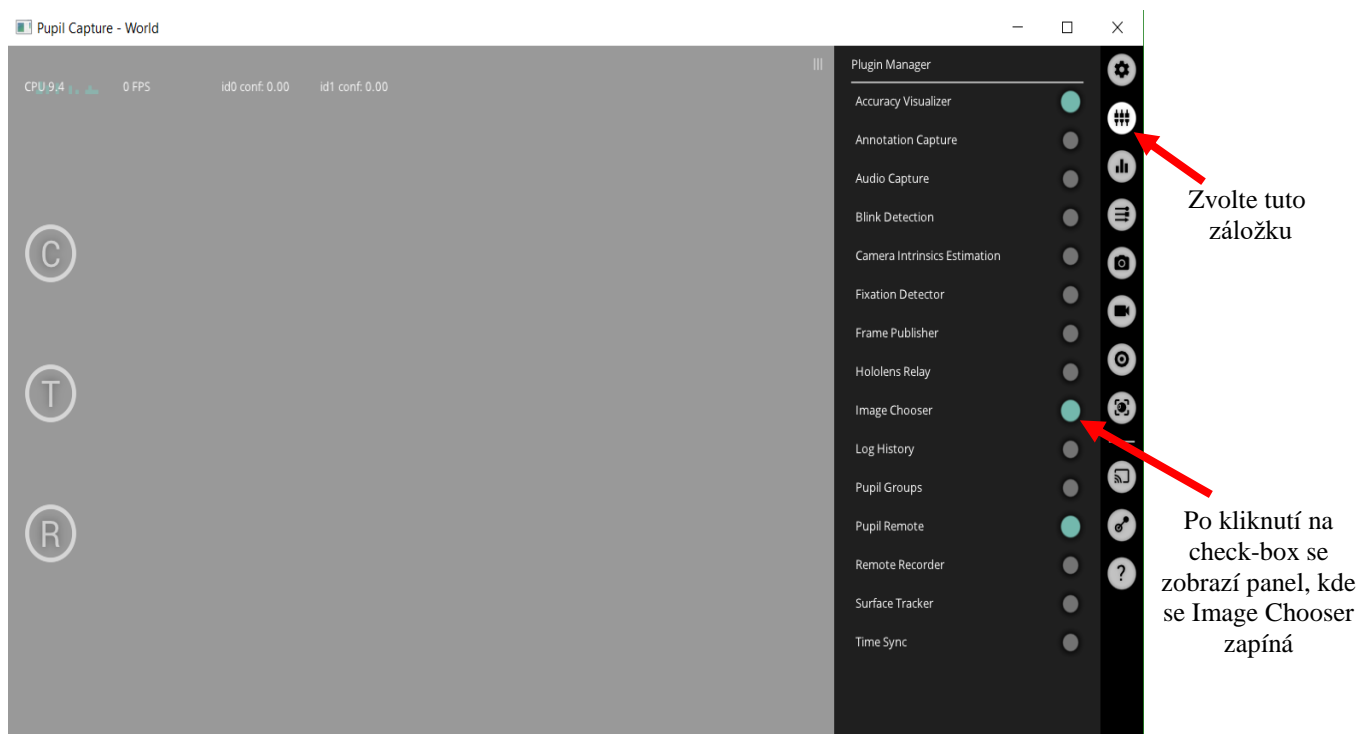 Pupil Capture - World
CPU 9.4 0 FPS id0 conf: 0.00 id1 conf: 0.00
C
T
R
Plugin Manager
Accuracy Visualizer
Annotation Capture
Audio Capture
Blink Detection
Camera Intrinsics Estimation
Fixation Detector
Frame Publisher
Hololens Relay
Image Chooser
Log History
Pupil Groups
Pupil Remote
Remote Recorder
Surface Tracker
Time Sync
?
Zvolte tuto
záložku
Po kliknutí na
check-box se
zobrazí panel, kde
se Image Chooser
zapíná